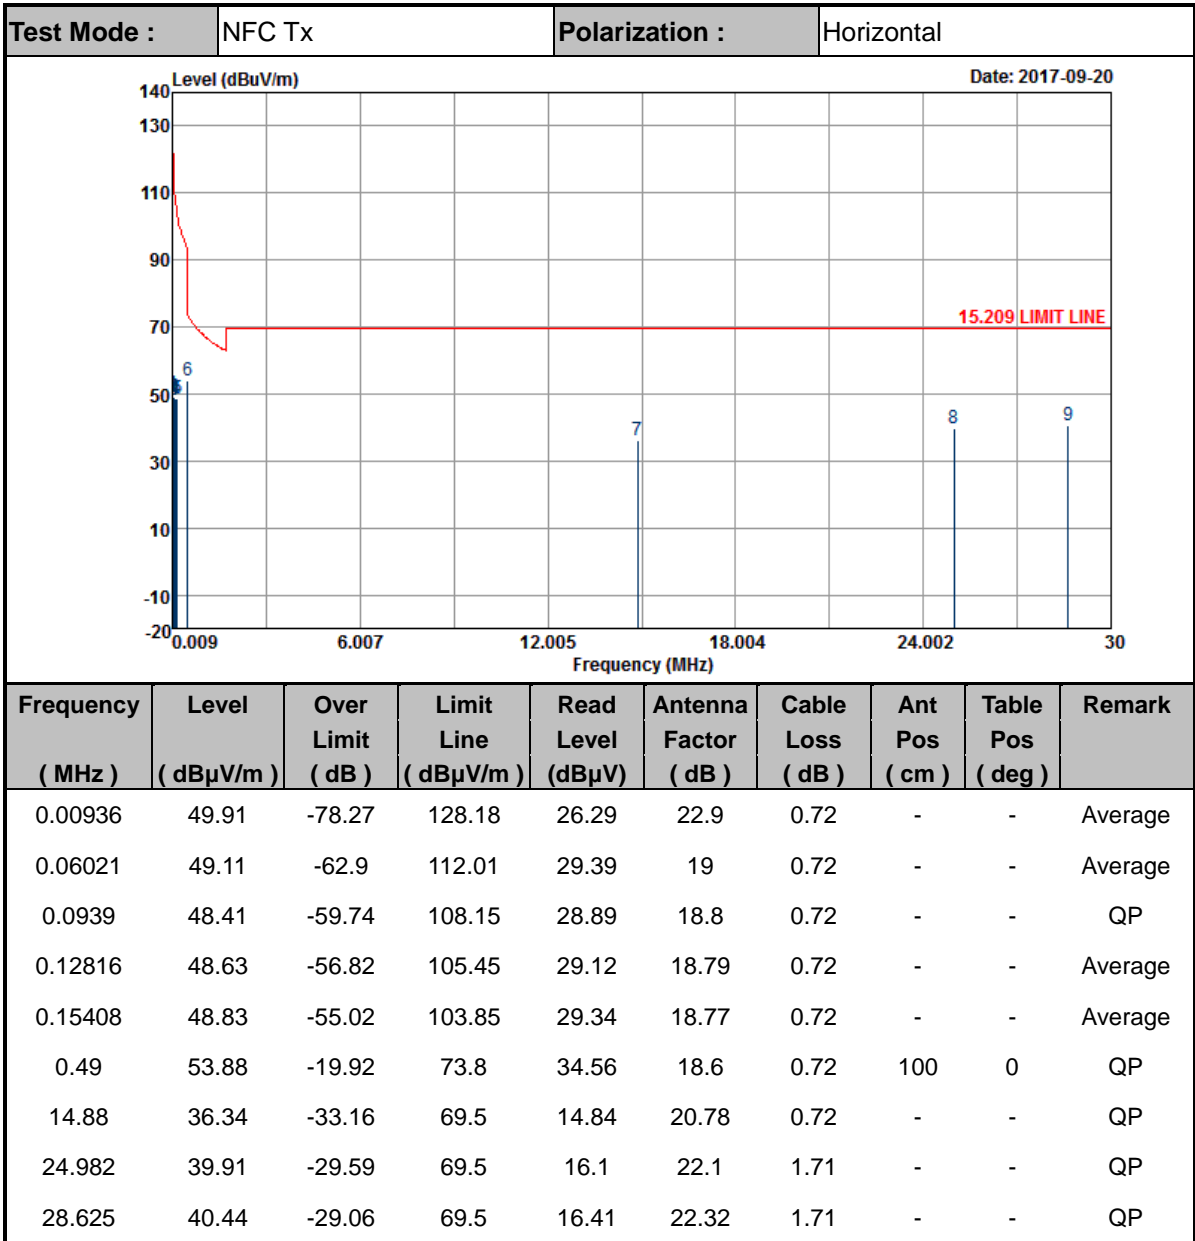 Test Mode : NFC Tx Polarization : Horizontal
Level (dBuV/m) Date: 2017-09-20
140
130
110
90
70
50
30
10
-10
-20
15.209 LIMIT LINE
6
7
8
9
0.009 6.007 12.005 18.004 24.002 30
Frequency (MHz)
Frequency Level Over Limit Read Antenna Cable Ant Table Remark
Limit Line Level Factor Loss Pos Pos
( MHz ) ( dBµV/m ) ( dB ) ( dBµV/m ) (dBµV) ( dB ) ( dB ) ( cm ) ( deg )
0.00936 49.91 -78.27 128.18 26.29 22.9 0.72 - - Average
0.06021 49.11 -62.9 112.01 29.39 19 0.72 - - Average
0.0939 48.41 -59.74 108.15 28.89 18.8 0.72 - - QP
0.12816 48.63 -56.82 105.45 29.12 18.79 0.72 - - Average
0.15408 48.83 -55.02 103.85 29.34 18.77 0.72 - - Average
0.49 53.88 -19.92 73.8 34.56 18.6 0.72 100 0 QP
14.88 36.34 -33.16 69.5 14.84 20.78 0.72 - - QP
24.982 39.91 -29.59 69.5 16.1 22.1 1.71 - - QP
28.625 40.44 -29.06 69.5 16.41 22.32 1.71 - - QP